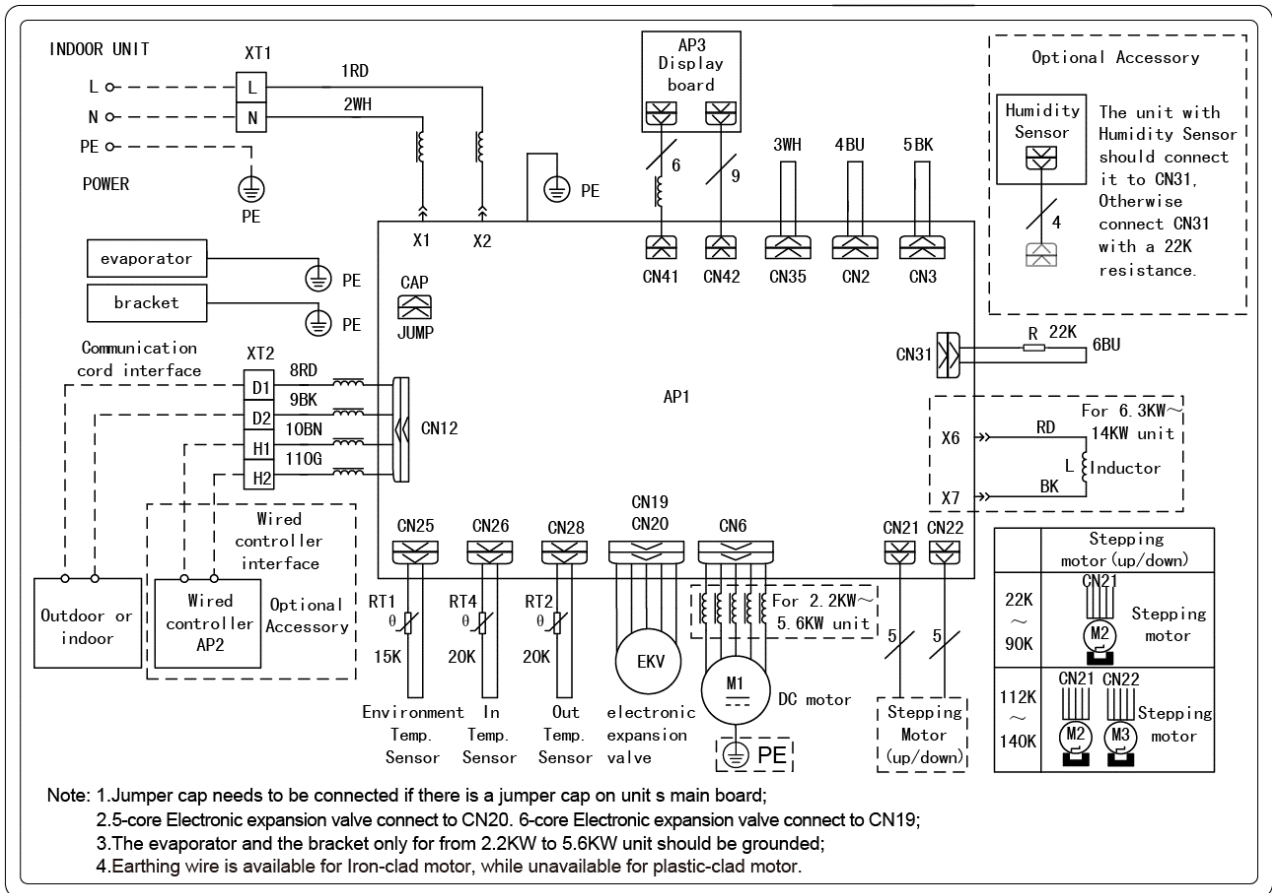 INDOOR UNIT
XT1
L
L
1RD
N
N
2WH
PE
POWER
PE
PE
AP3
Display
board
6
9
3WH
4BU
5BK
Optional Accessory
Humidity
Sensor
4
The unit with
Humidity Sensor
should connect
it to CN31,
Otherwise
connect CN31
with a 22K
resistance.
X1
X2
CN41
CN42
CN35
CN2
CN3
evaporator
PE
bracket
PE
CAP
JUMP
Communication
cord interface
XT2
D1
8RD
D2
9BK
H1
10BN
H2
11OG
CN12
AP1
CN31
R
22K
6BU
For 6.3KW～
14KW unit
X6
RD
L
Inductor
X7
BK
Wired
controller
interface
Outdoor or
indoor
Wired
controller
AP2
Optional
Accessory
CN25
CN26
CN28
CN19
CN20
CN6
CN21
CN22
RT1
θ
15K
RT4
θ
20K
RT2
θ
20K
EKV
For 2.2KW～
5.6KW unit
M1
DC motor
PE
5
5
Environment
Temp.
Sensor
In
Temp.
Sensor
Out
Temp.
Sensor
electronic
expansion
valve
Stepping
Motor
(up/down)
Stepping
motor(up/down)
22K
～
90K
CN21
M2
Stepping
motor
112K
～
140K
CN21
CN22
M2
M3
Stepping
motor
Note: 1.Jumper cap needs to be connected if there is a jumper cap on unit s main board;
2.5-core Electronic expansion valve connect to CN20. 6-core Electronic expansion valve connect to CN19;
3.The evaporator and the bracket only for from 2.2KW to 5.6KW unit should be grounded;
4.Earthing wire is available for Iron-clad motor, while unavailable for plastic-clad motor.